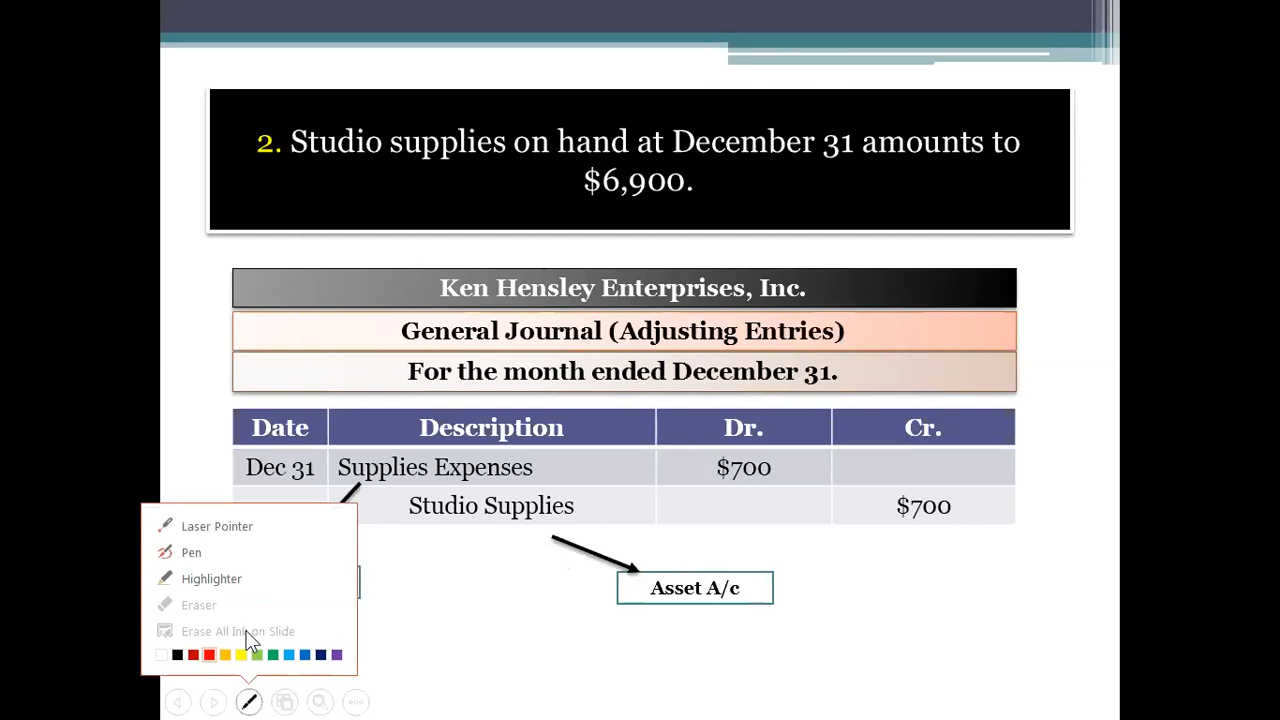 2. Studio supplies on hand at December 31 amounts to
$6,900.
Ken Hensley Enterprises, Inc.
General Journal (Adjusting Entries)
For the month ended December 31.
Date Description Dr. Cr.
Dec 31 Supplies Expenses $700
Studio Supplies $700
Asset A/c
Laser Pointer
Pen
Highlighter
Eraser
Erase All Ink on Slide